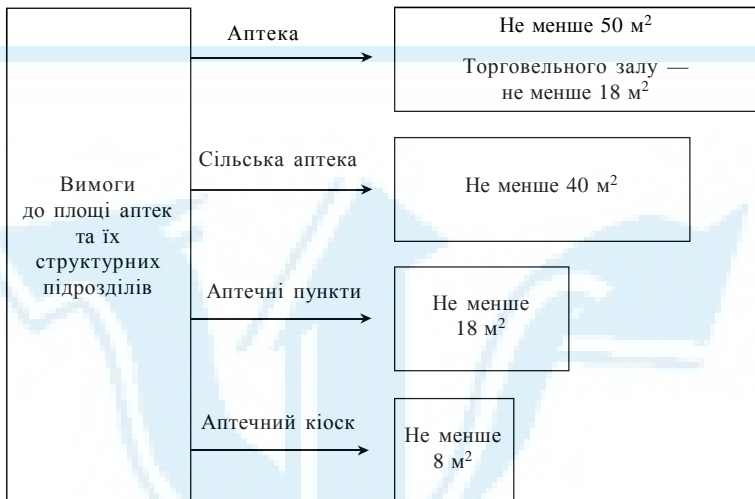 Вимоги
до площі аптек
та їх
структурних
підрозділів
Аптека
Не менше 50 м²
Торговельного залу —
не менше 18 м²
Сільська аптека
Не менше 40 м²
Аптечні пункти
Не менше
18 м²
Аптечний кіоск
Не менше
8 м²